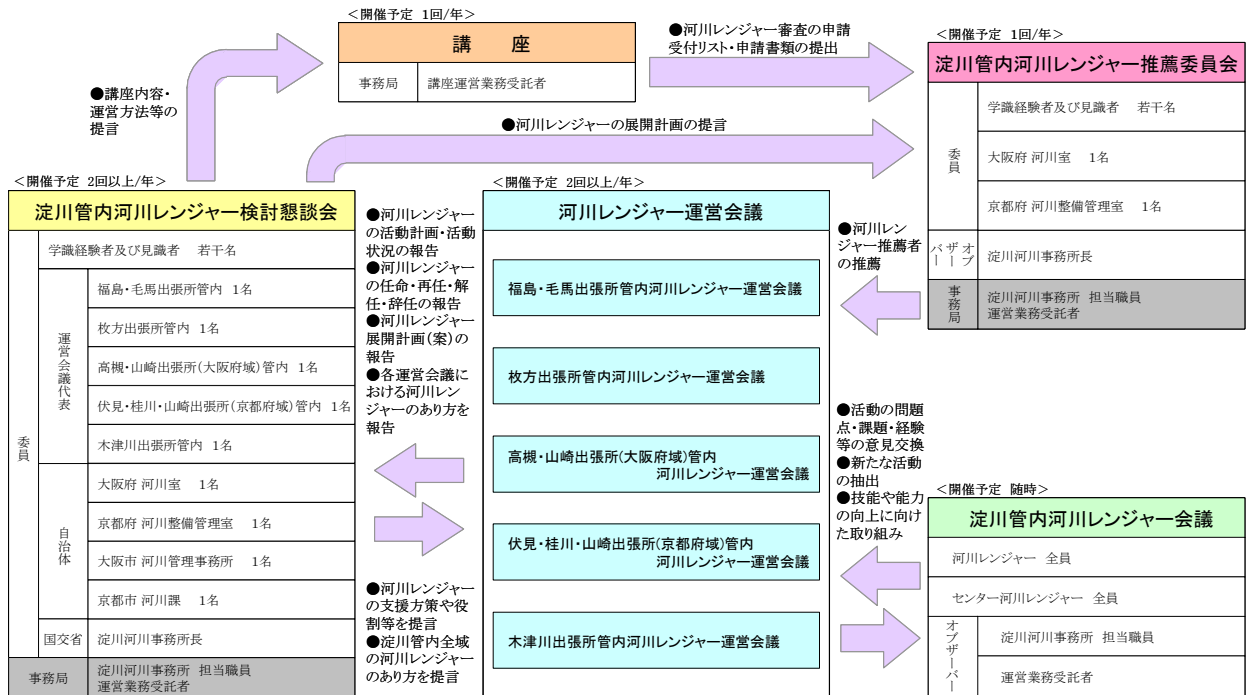 ＜開催予定 1回/年＞
講　座
事務局
講座運営業務受託者
●講座内容・
運営方法等の
提言
●河川レンジャー審査の申請
受付リスト・申請書類の提出
●河川レンジャーの展開計画の提言
＜開催予定 1回/年＞
淀川管内河川レンジャー推薦委員会
委員
学識経験者及び見識者　若干名
大阪府 河川室　1名
京都府 河川整備管理室　1名
オブザーバー
淀川河川事務所長
事務局
淀川河川事務所 担当職員
運営業務受託者
＜開催予定 2回以上/年＞
淀川管内河川レンジャー検討懇談会
委員
学識経験者及び見識者　若干名
運営会議代表
福島・毛馬出張所管内 1名
枚方出張所管内 1名
高槻・山崎出張所(大阪府域)管内 1名
伏見・桂川・山崎出張所(京都府域)管内 1名
木津川出張所管内 1名
自治体
大阪府 河川室　1名
京都府 河川整備管理室　1名
大阪市 河川管理事務所　1名
京都市 河川課　1名
国交省
淀川河川事務所長
事務局
淀川河川事務所 担当職員
運営業務受託者
●河川レンジャー
の活動計画・活動
状況の報告
●河川レンジャー
の任命・再任・解
任・辞任の報告
●河川レンジャー
展開計画(案)の
報告
●各運営会議に
おける河川レン
ジャーのあり方を
報告
●河川レンジャー
の支援方策や役
割等を提言
●淀川管内全域
の河川レンジャー
のあり方を提言
＜開催予定 2回以上/年＞
河川レンジャー運営会議
福島・毛馬出張所管内河川レンジャー運営会議
枚方出張所管内河川レンジャー運営会議
高槻・山崎出張所(大阪府域)管内
河川レンジャー運営会議
伏見・桂川・山崎出張所(京都府域)管内
河川レンジャー運営会議
木津川出張所管内河川レンジャー運営会議
●河川レン
ジャー推薦者
の推薦
●活動の問題
点・課題・経験
等の意見交換
●新たな活動
の抽出
●技能や能力
の向上に向け
た取り組み
＜開催予定 随時＞
淀川管内河川レンジャー会議
河川レンジャー 全員
センター河川レンジャー 全員
オブザーバー
淀川河川事務所 担当職員
運営業務受託者